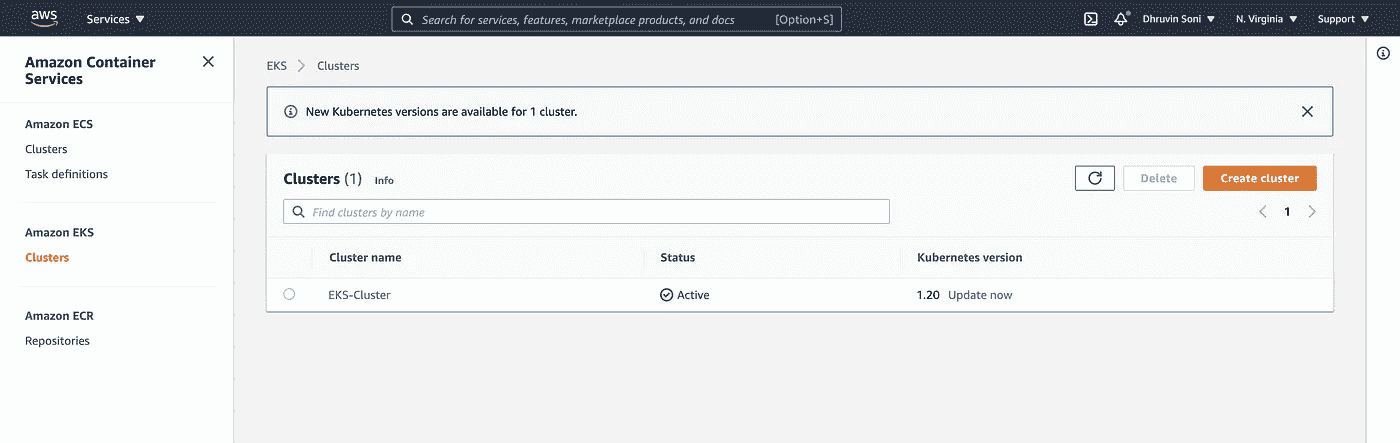 aws Services Search for services, features, marketplace products, and docs [Option+S] Dhruvin Soni N. Virginia Support
Amazon Container
Services
Amazon ECS
Clusters
Task definitions
Amazon EKS
Clusters
Amazon ECR
Repositories
EKS Clusters
New Kubernetes versions are available for 1 cluster.
Clusters (1) Info Delete Create cluster
Find clusters by name 1
Cluster name Status Kubernetes version
EKS-Cluster Active 1.20 Update now